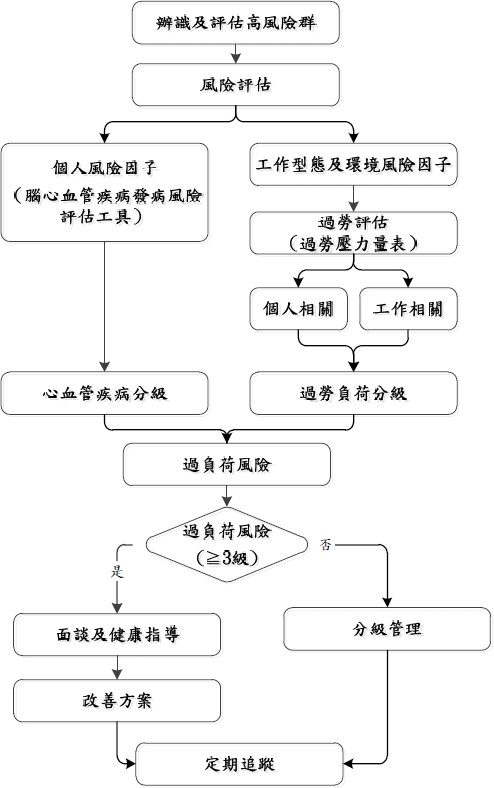 辦識及評估高風險群
風險評估
個人風險因子
（腦心血管疾病發病風險
評估工具）
工作型態及環境風險因子
過勞評估
（過勞壓力量表）
個人相關
工作相關
心血管疾病分級
過勞負荷分級
過負荷風險
過負荷風險
（≧3級）
否
是
面談及健康指導
分級管理
改善方案
定期追蹤